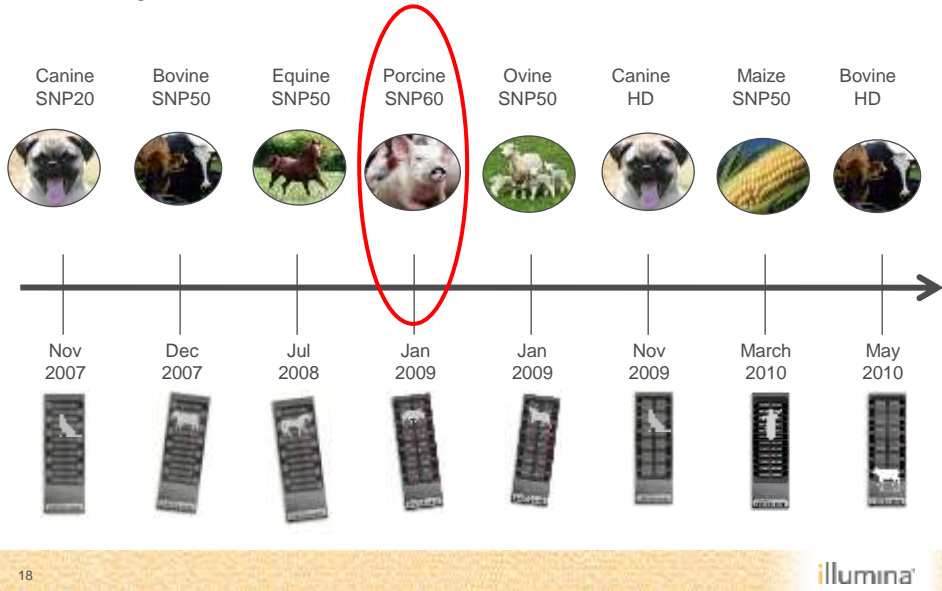 Canine
SNP20
Bovine
SNP50
Equine
SNP50
Porcine
SNP60
Ovine
SNP50
Canine
HD
Maize
SNP50
Bovine
HD
Nov
2007
Dec
2007
Jul
2008
Jan
2009
Jan
2009
Nov
2009
March
2010
May
2010
18
illumina